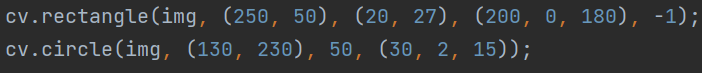 cv.rectangle(img, (250, 50), (20, 27), (200, 0, 180), -1);
cv.circle(img, (130, 230), 50, (30, 2, 15));